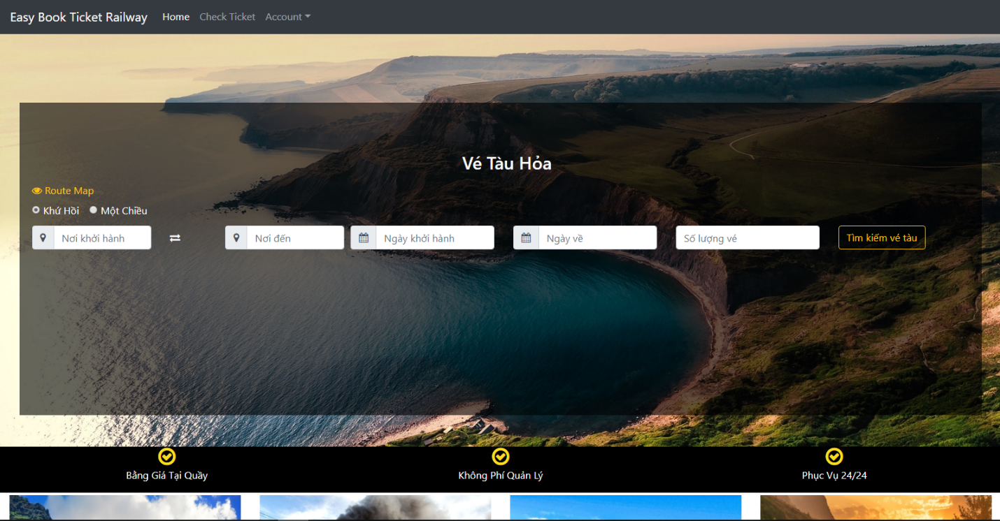 Easy Book Ticket Railway Home Check Ticket Account
Vé Tàu Hỏa
Route Map
Khứ Hồi Một Chiều
Nơi khởi hành Nơi đến Ngày khởi hành Ngày về Số lượng vé Tìm kiếm vé tàu
Bằng Giá Tại Quầy Không Phí Quản Lý Phục Vụ 24/24